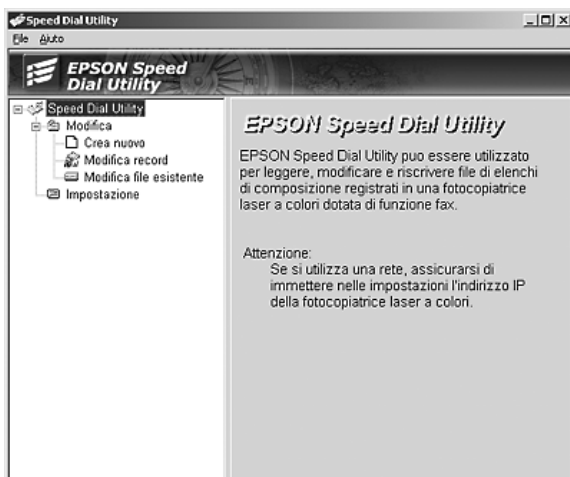 Speed Dial Utility
File Aiuto
EPSON Speed
Dial Utility
Speed Dial Utility
Modifica
Crea nuovo
Modifica record
Modifica file esistente
Impostazione
EPSON Speed Dial Utility
EPSON Speed Dial Utility puo essere utilizzato
per leggere, modificare e riscrivere file di elenchi
di composizione registrati in una fotocopiatrice
laser a colori dotata di funzione fax.
Attenzione:
Se si utilizza una rete, assicurarsi di
immettere nelle impostazioni l'indirizzo IP
della fotocopiatrice laser a colori.